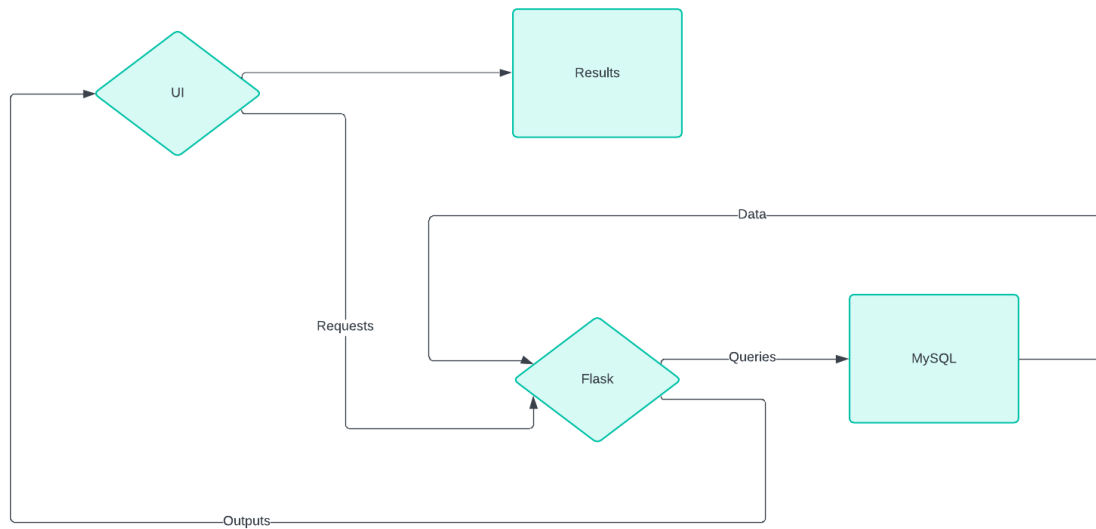 UI
Results
Data
Requests
Flask
Queries
MySQL
Outputs